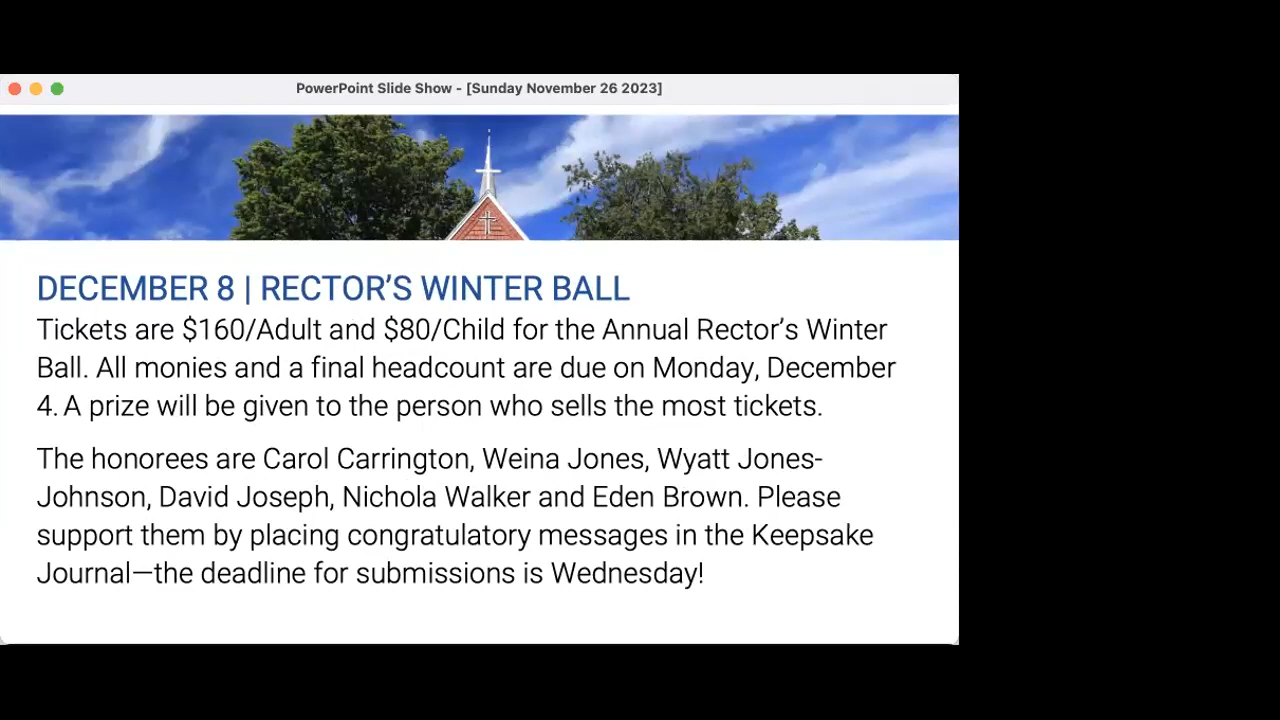 PowerPoint Slide Show - [Sunday November 26 2023]
DECEMBER 8 | RECTOR’S WINTER BALL
Tickets are $160/Adult and $80/Child for the Annual Rector’s Winter
Ball. All monies and a final headcount are due on Monday, December
4. A prize will be given to the person who sells the most tickets.
The honorees are Carol Carrington, Weina Jones, Wyatt Jones-
Johnson, David Joseph, Nichola Walker and Eden Brown. Please
support them by placing congratulatory messages in the Keepsake
Journal—the deadline for submissions is Wednesday!